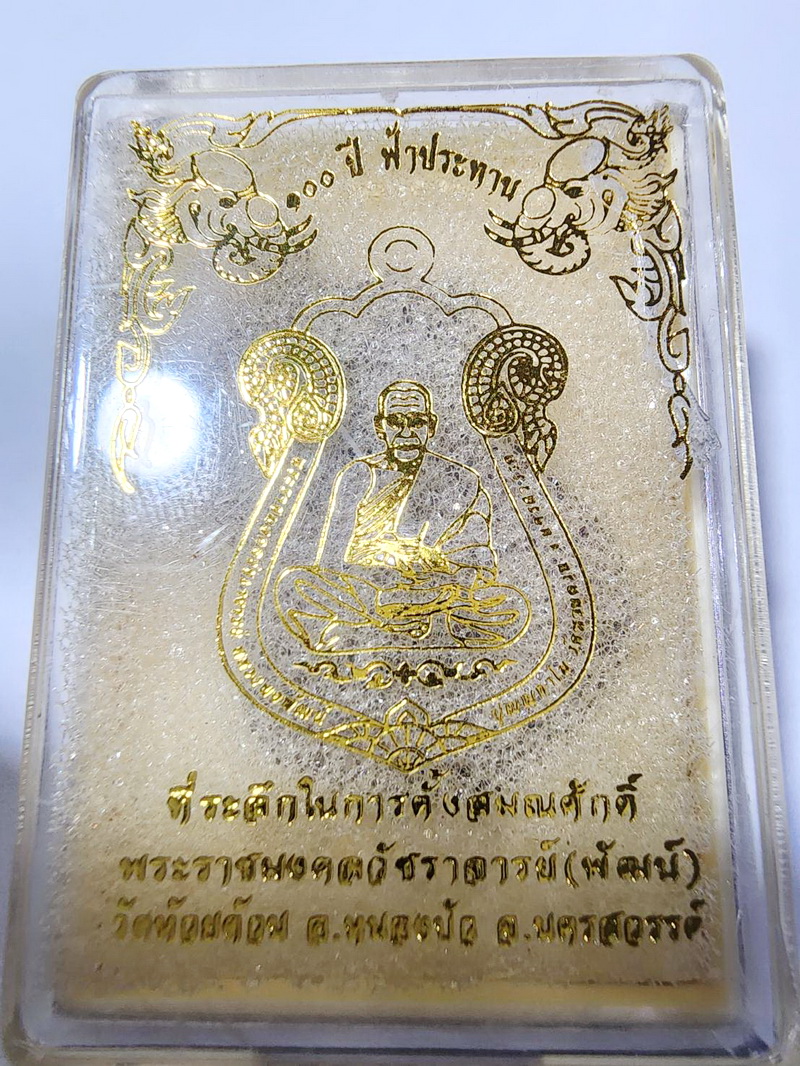 ๑๐๐ ปี ฟ้าประทาน
ที่ระลึกในการตั้งสมณศักดิ์
พระราชมงคลวัชราจารย์(พัฒน์)
วัดห้วยด้วน อ.หนองบัว จ.นครสวรรค์